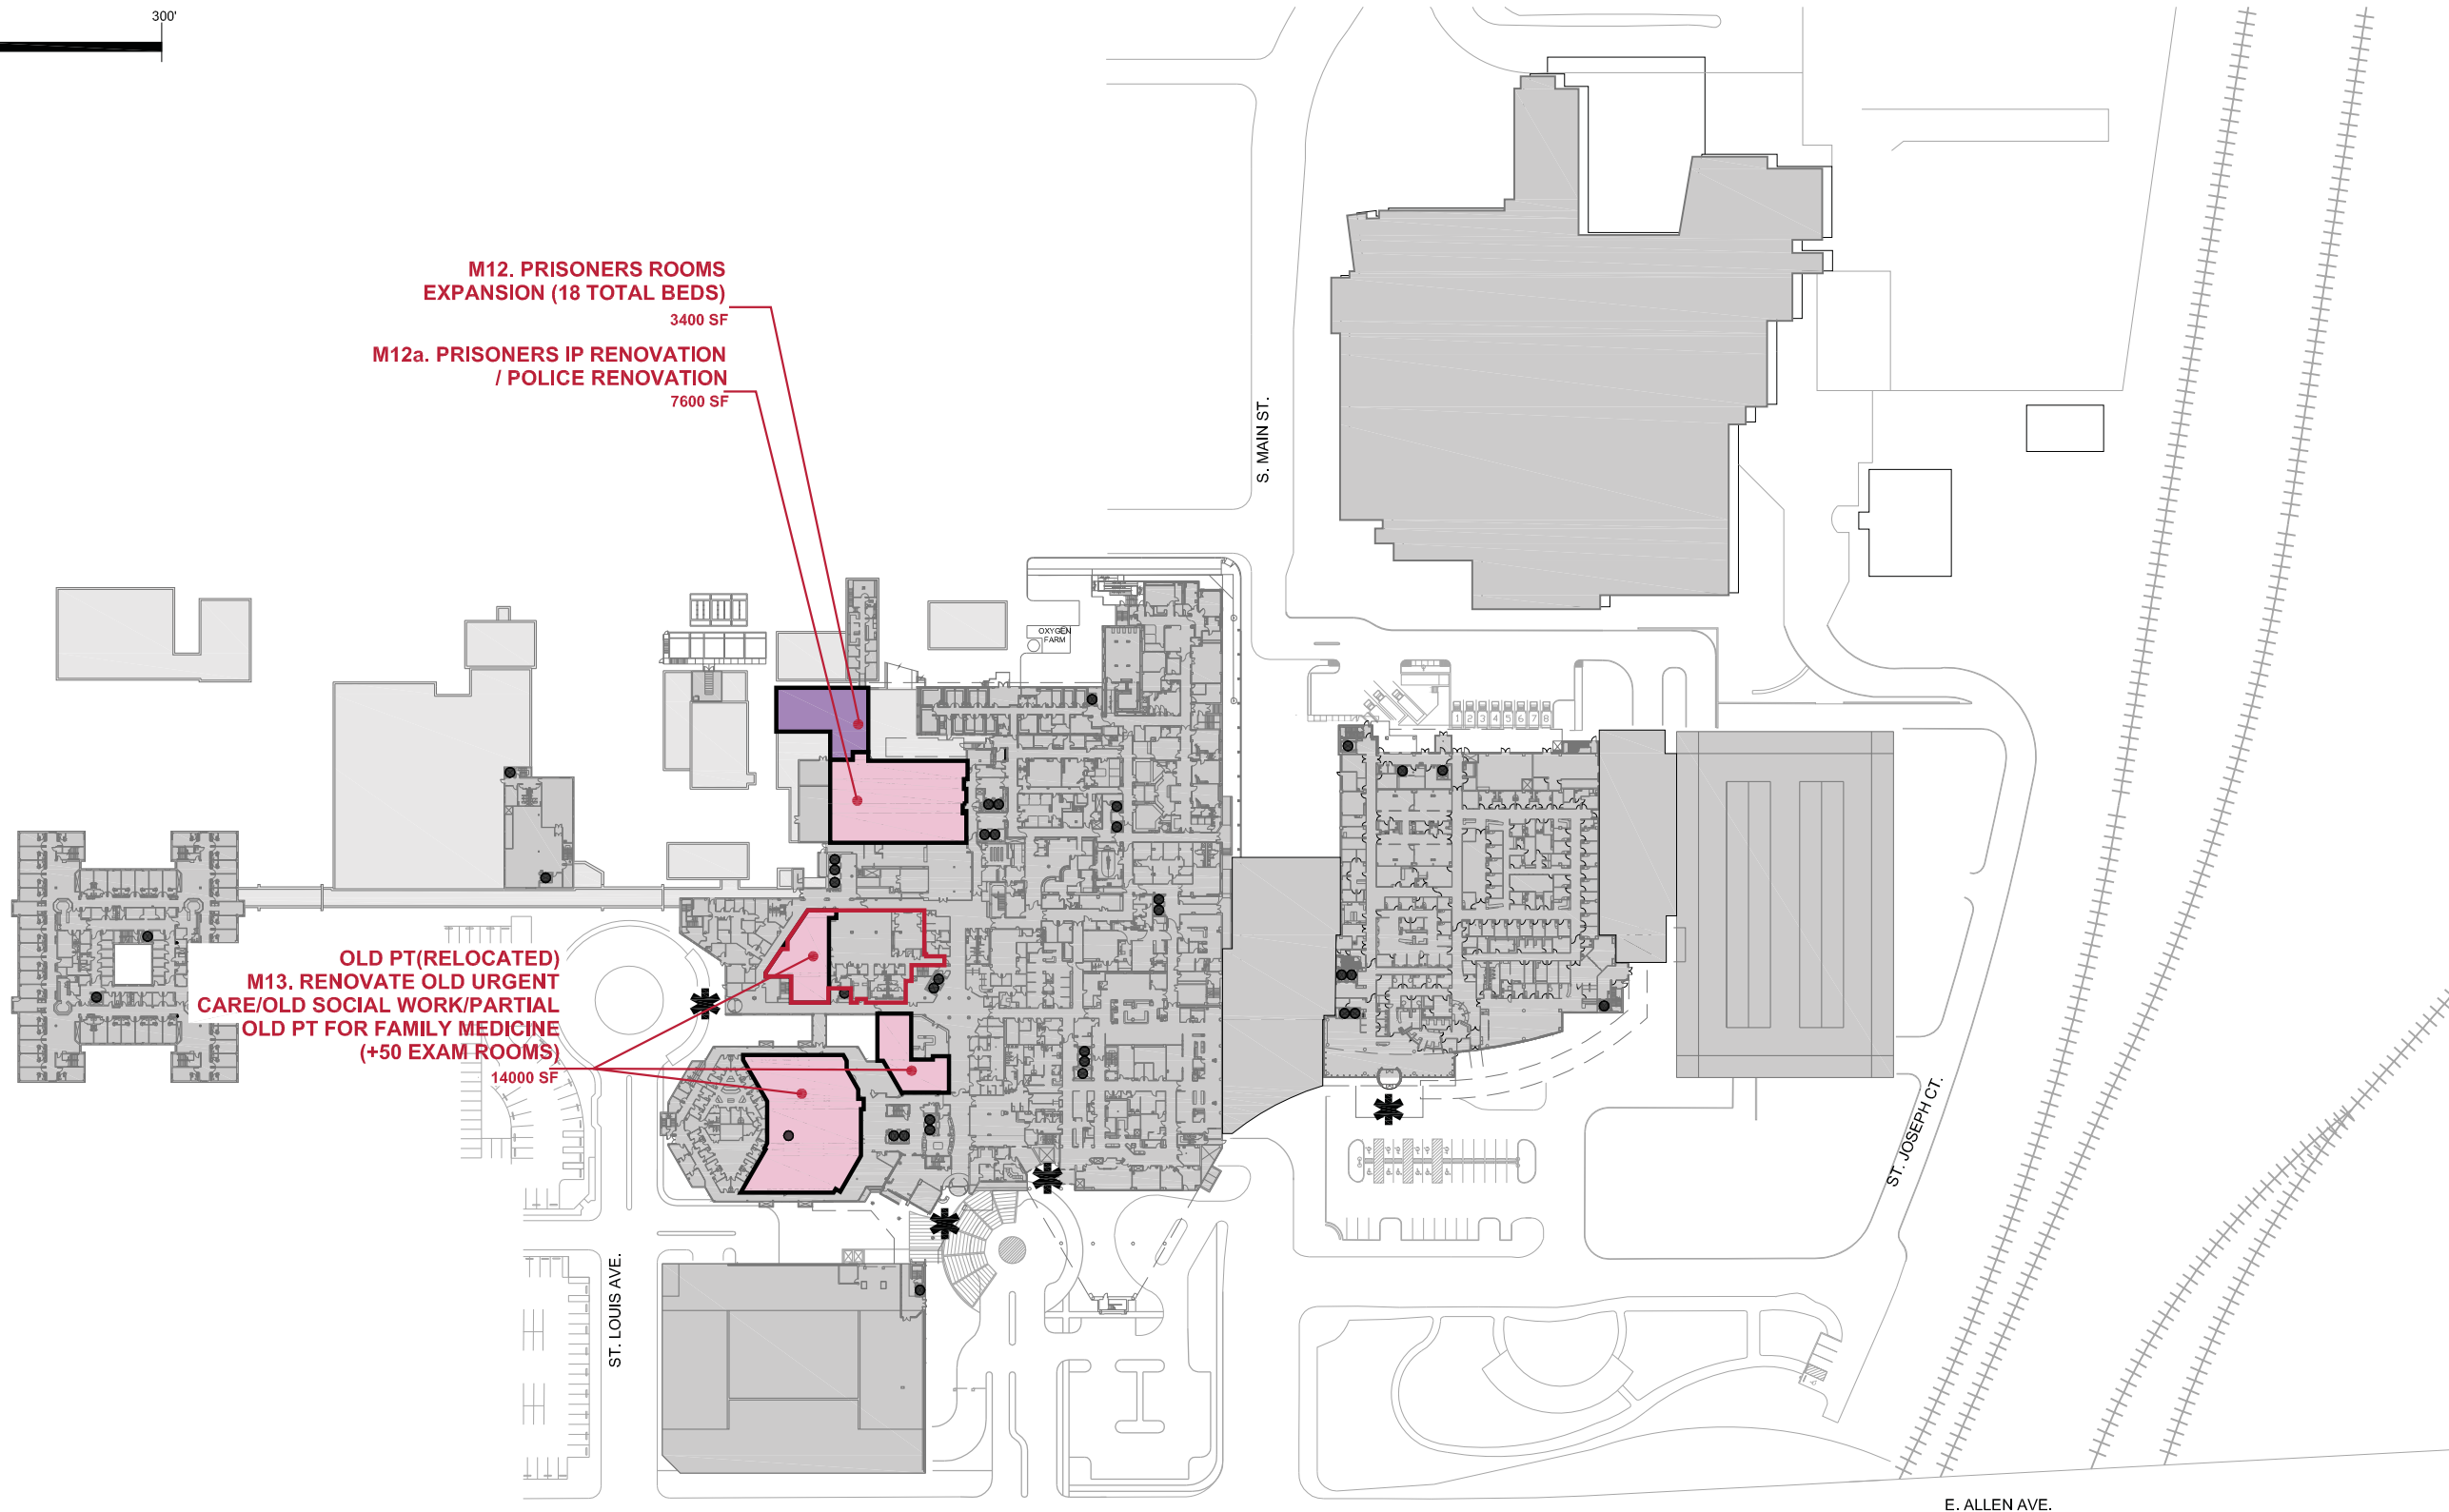 300'
M12. PRISONERS ROOMS
EXPANSION (18 TOTAL BEDS)
3400 SF
M12a. PRISONERS IP RENOVATION
/ POLICE RENOVATION
7600 SF
S. MAIN ST.
OXYGEN
FARM
1 2 3 4 5 6 7 8
OLD PT(RELOCATED)
M13. RENOVATE OLD URGENT
CARE/OLD SOCIAL WORK/PARTIAL
OLD PT FOR FAMILY MEDICINE
(+50 EXAM ROOMS)
14000 SF
ST. JOSEPH CT.
ST. LOUIS AVE.
E. ALLEN AVE.